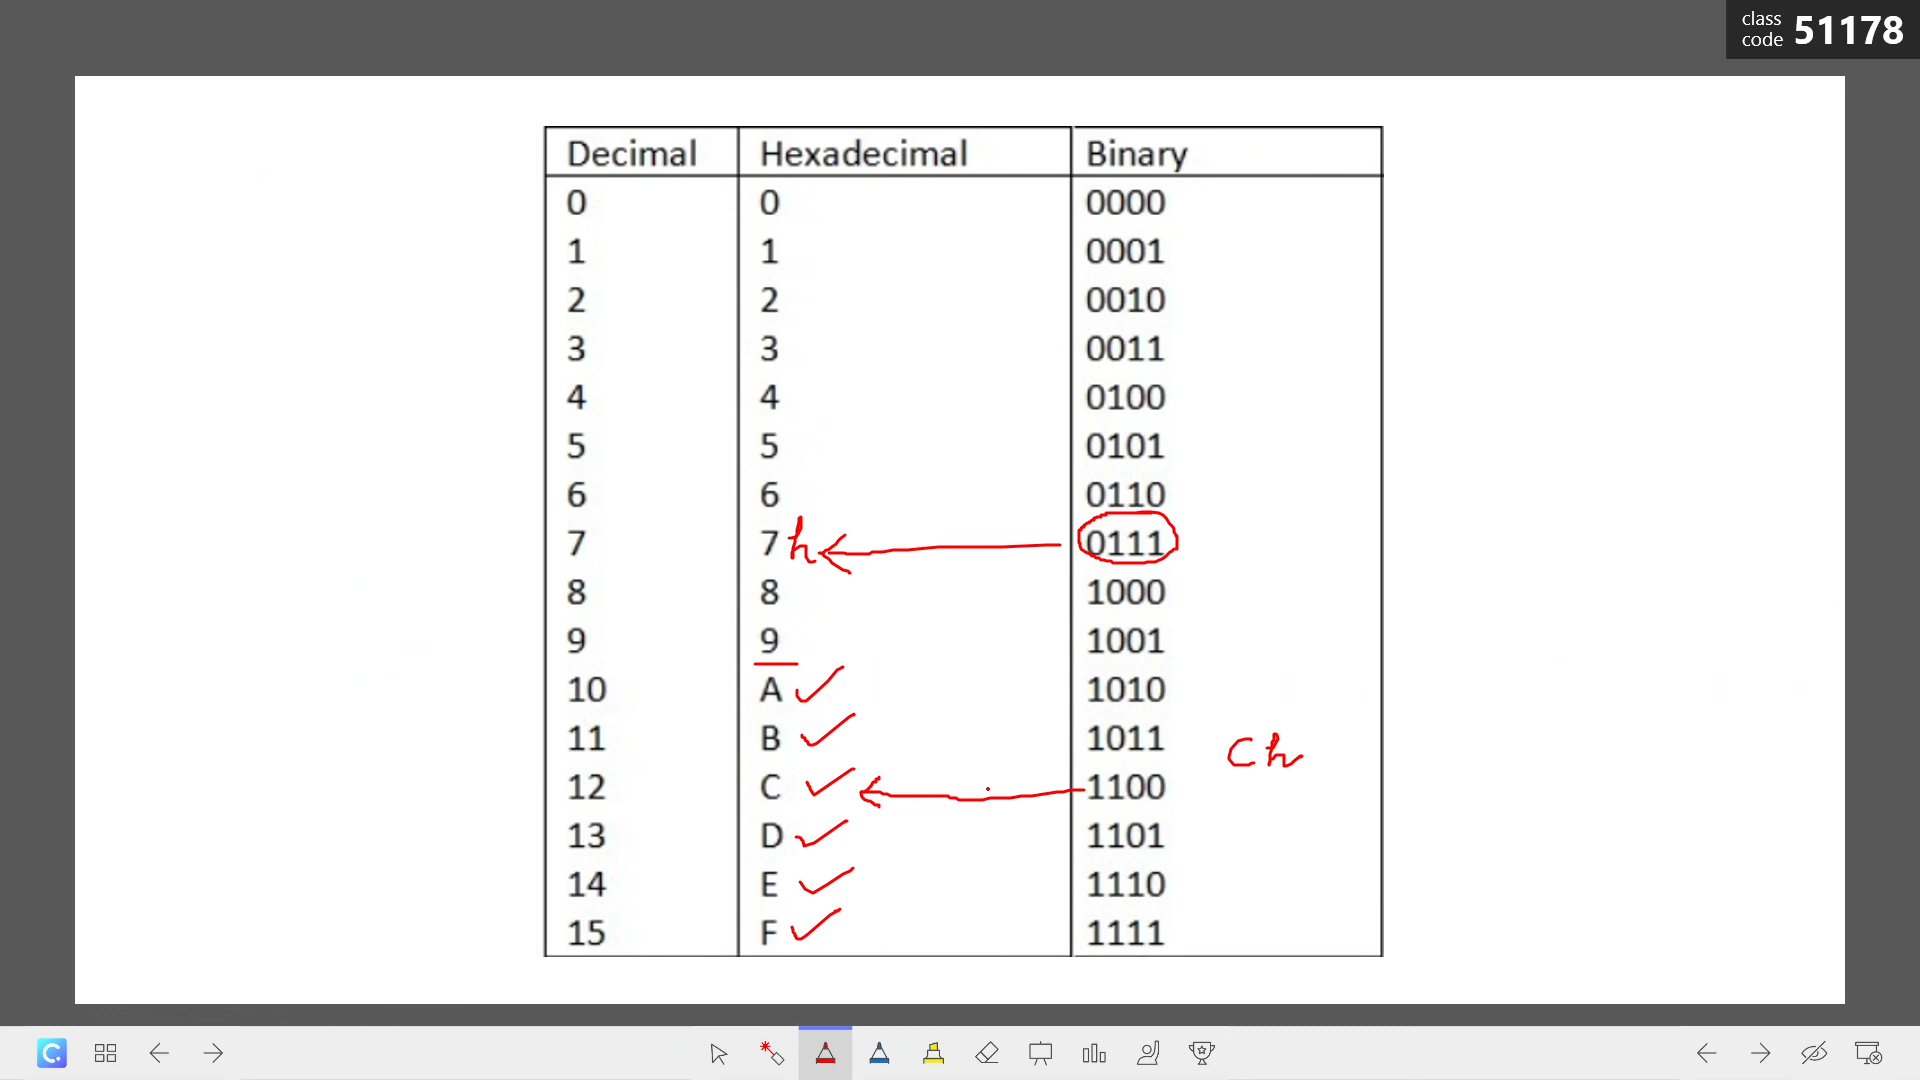 class code 51178
Decimal Hexadecimal Binary
0 0 0000
1 1 0001
2 2 0010
3 3 0011
4 4 0100
5 5 0101
6 6 0110
7 7 h 0111
8 8 1000
9 9 1001
10 A 1010
11 B 1011
Ch
12 C 1100
13 D 1101
14 E 1110
15 F 1111